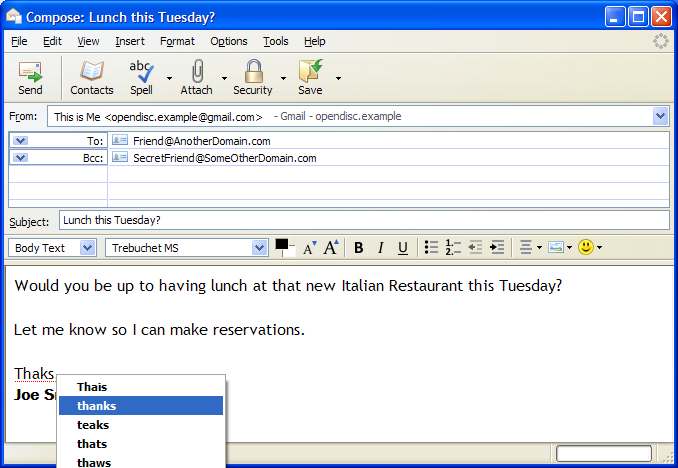 Compose: Lunch this Tuesday?
File Edit View Insert Format Options Tools Help
Send Contacts Spell Attach Security Save
From: This is Me <opendisc.example@gmail.com> - Gmail - opendisc.example
To: Friend@AnotherDomain.com
Bcc: SecretFriend@SomeOtherDomain.com
Subject: Lunch this Tuesday?
Body Text Trebuchet MS A A B I U
Would you be up to having lunch at that new Italian Restaurant this Tuesday?
Let me know so I can make reservations.
Thaks
Joe
Thais
thanks
teaks
thats
thaws